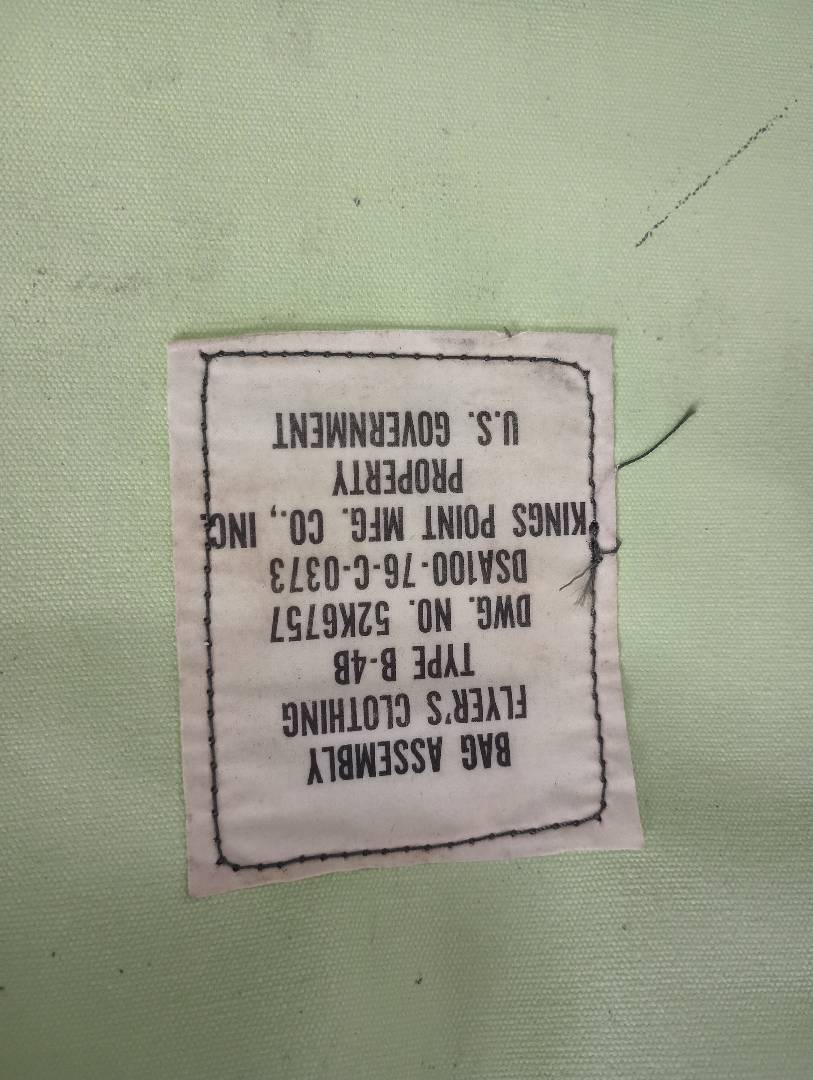 BAG ASSEMBLY
FLYER'S CLOTHING
TYPE B-4B
DWG. NO. 52K6757
DSA100-76-C-0373
KINGS POINT MFG. CO., INC.
PROPERTY
U.S. GOVERNMENT